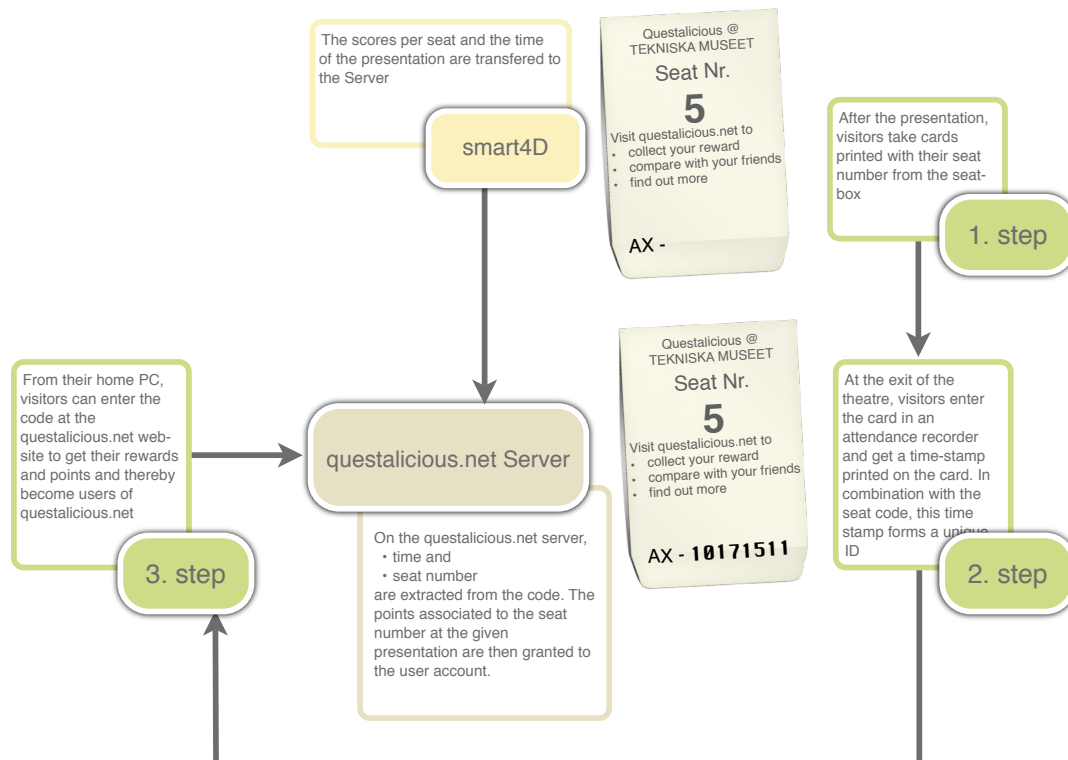 The scores per seat and the time
of the presentation are transfered to
the Server
smart4D
Questalicious @
TEKNISKA MUSEET
Seat Nr.
5
Visit questalicious.net to
• collect your reward
• compare with your friends
• find out more
AX -
After the presentation,
visitors take cards
printed with their seat
number from the seat-
box
1. step
Questalicious @
TEKNISKA MUSEET
Seat Nr.
5
Visit questalicious.net to
• collect your reward
• compare with your friends
• find out more
AX - 10171511
At the exit of the
theatre, visitors enter
the card in an
attendance recorder
and get a time-stamp
printed on the card. In
combination with the
seat code, this time
stamp forms a unique
ID
2. step
From their home PC,
visitors can enter the
code at the
questalicious.net web-
site to get their rewards
and points and thereby
become users of
questalicious.net
3. step
questalicious.net Server
On the questalicious.net server,
• time and
• seat number
are extracted from the code. The
points associated to the seat
number at the given
presentation are then granted to
the user account.